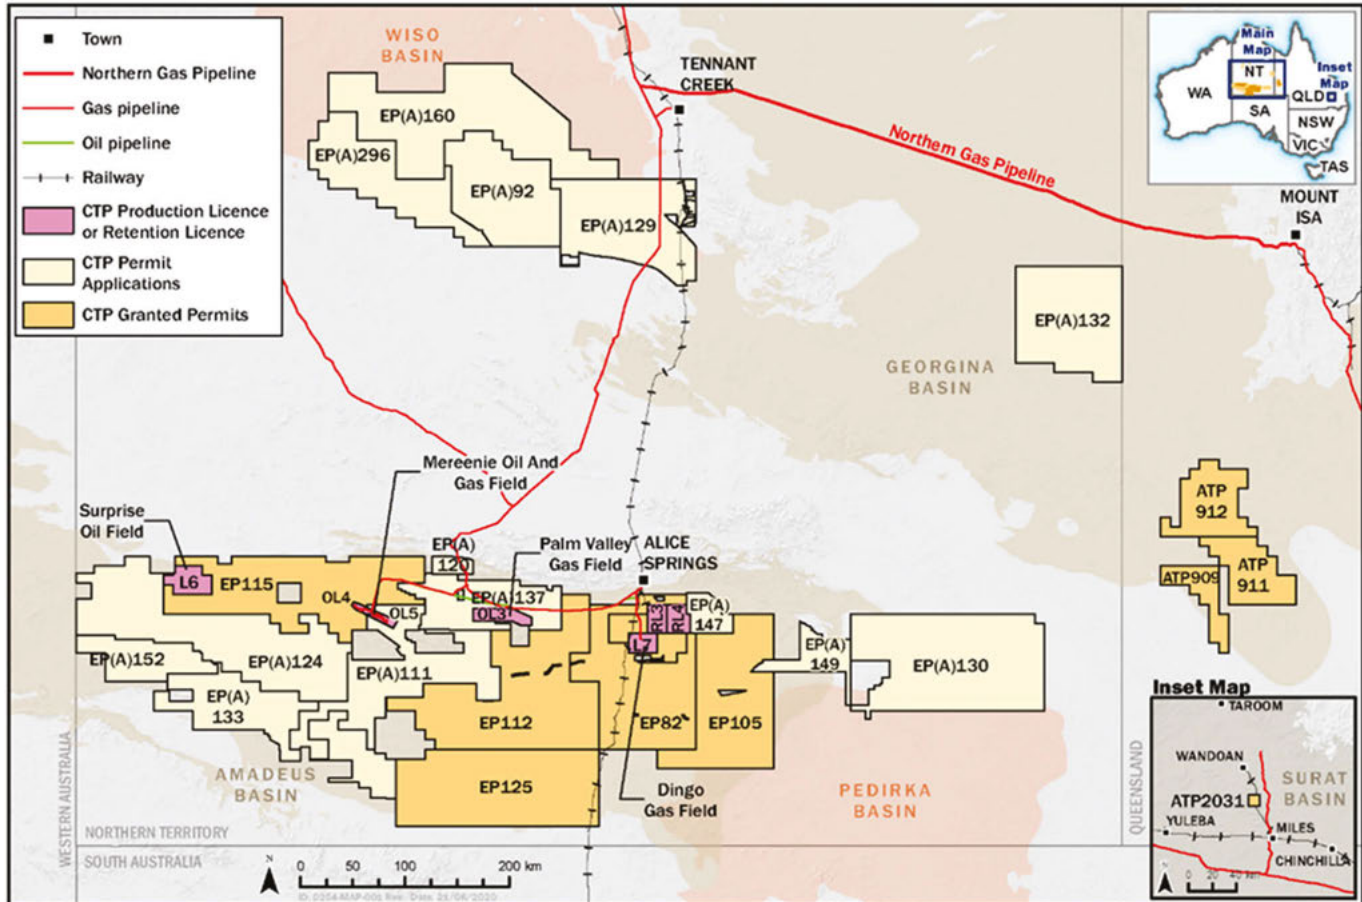 Town
Northern Gas Pipeline
Gas pipeline
Oil pipeline
Railway
CTP Production Licence
or Retention Licence
CTP Permit
Applications
CTP Granted Permits
WISO
BASIN
TENNANT
CREEK
Northern Gas Pipeline
Main
Map
Inset
Map
WA
NT
QLD
SA
NSW
VIC
TAS
MOUNT
ISA
EP(A)160
EP(A)296
EP(A)92
EP(A)129
EP(A)132
GEORGINA
BASIN
Mereenie Oil And
Gas Field
Surprise
Oil Field
EP(A)
120
Palm Valley
Gas Field
ALICE
SPRINGS
ATP
912
ATP
911
ATP909
L6
EP115
OL4
OL5
EP(A)137
OL3
RL3
RL4
EP(A)
147
L7
EP(A)152
EP(A)124
EP(A)111
EP(A)
133
EP(A)
149
EP(A)130
EP112
EP82
EP105
EP125
AMADEUS
BASIN
Dingo
Gas Field
PEDIRKA
BASIN
WESTERN AUSTRALIA
NORTHERN TERRITORY
SOUTH AUSTRALIA
QUEENSLAND
N
0 50 100 200 km
Inset Map
TAROOM
WANDOAN
SURAT
BASIN
ATP2031
YULEBA
MILES
CHINCHILLA
N
0 20 40 km